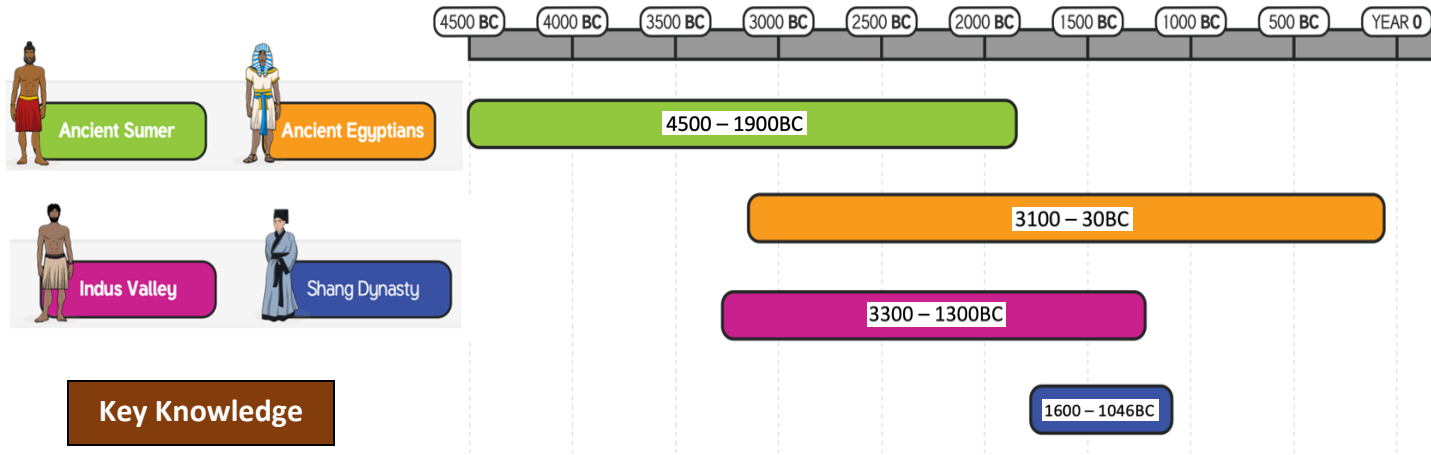 4500 BC 4000 BC 3500 BC 3000 BC 2500 BC 2000 BC 1500 BC 1000 BC 500 BC YEAR 0
Ancient Sumer Ancient Egyptians
4500 – 1900BC
3100 – 30BC
Indus Valley Shang Dynasty
3300 – 1300BC
1600 – 1046BC
Key Knowledge